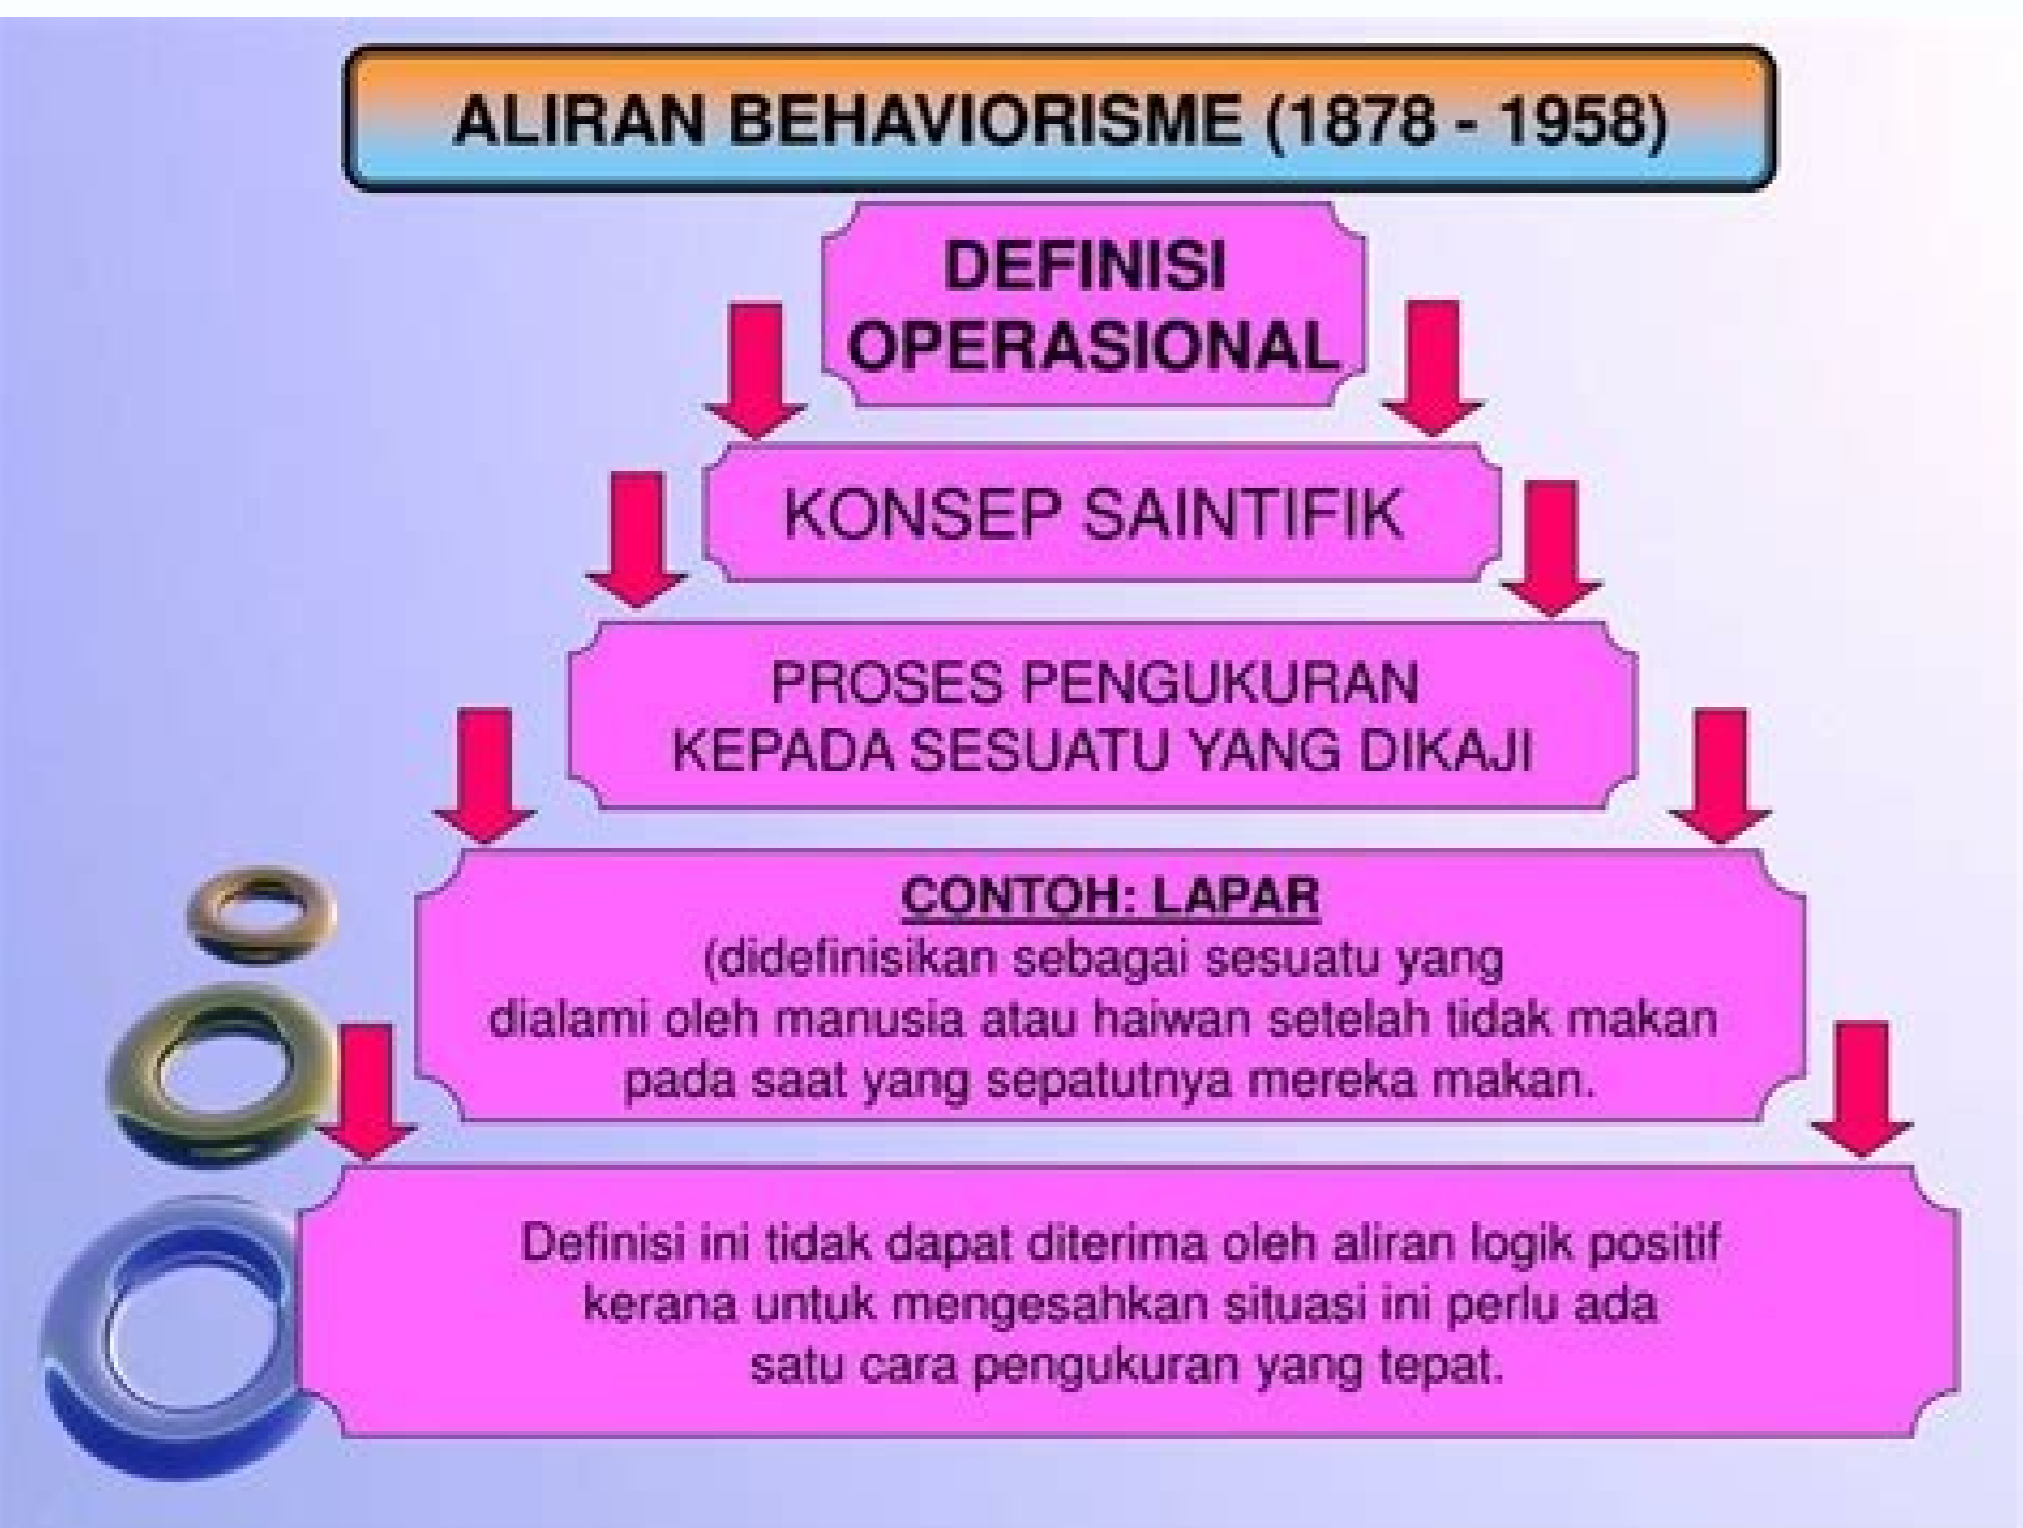 ALIRAN BEHAVIORISME (1878 - 1958)
DEFINISI
OPERASIONAL
KONSEP SAINTIFIK
PROSES PENGUKURAN
KEPADA SESUATU YANG DIKAJI
CONTOH: LAPAR
(didefinisikan sebagai sesuatu yang
dialami oleh manusia atau haiwan setelah tidak makan
pada saat yang sepatutnya mereka makan.
Definisi ini tidak dapat diterima oleh aliran logik positif
kerana untuk mengesahkan situasi ini perlu ada
satu cara pengukuran yang tepat.